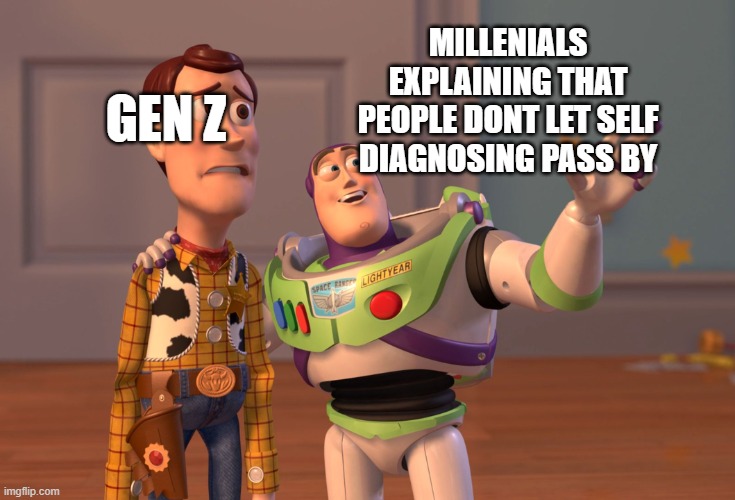 GEN Z
MILLENIALS
EXPLAINING THAT
PEOPLE DONT LET SELF
DIAGNOSING PASS BY
SPACE RANGER
LIGHTYEAR
imgflip.com